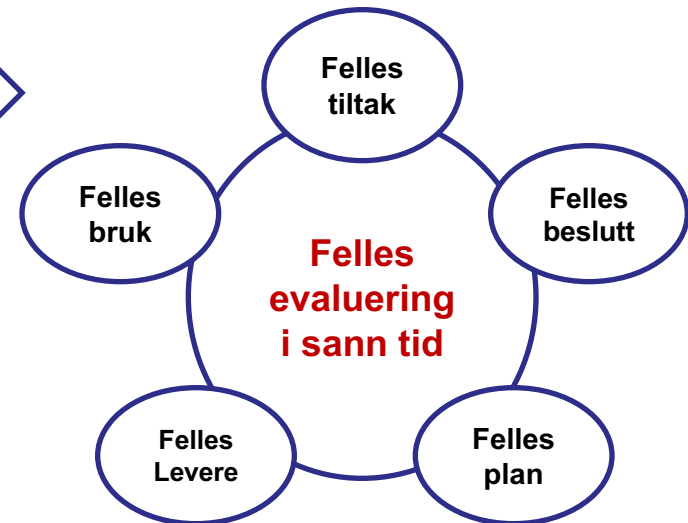 Felles
tiltak
Felles
bruk
Felles
beslutt
Felles
evaluering
i sann tid
Felles
Levere
Felles
plan